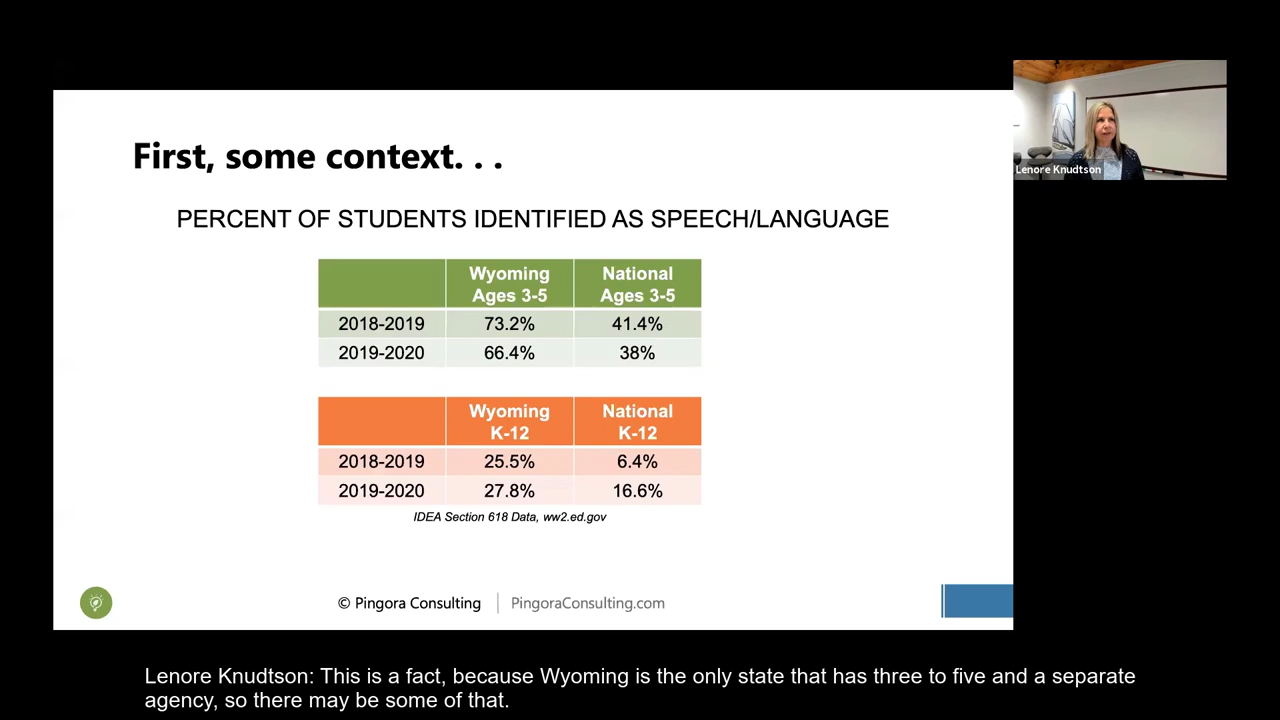 First, some context. . .
PERCENT OF STUDENTS IDENTIFIED AS SPEECH/LANGUAGE
Wyoming National
Ages 3-5 Ages 3-5
2018-2019 73.2% 41.4%
2019-2020 66.4% 38%
Wyoming National
K-12 K-12
2018-2019 25.5% 6.4%
2019-2020 27.8% 16.6%
IDEA Section 618 Data, ww2.ed.gov
© Pingora Consulting | PingoraConsulting.com
Lenore Knudtson
Lenore Knudtson: This is a fact, because Wyoming is the only state that has three to five and a separate
agency, so there may be some of that.